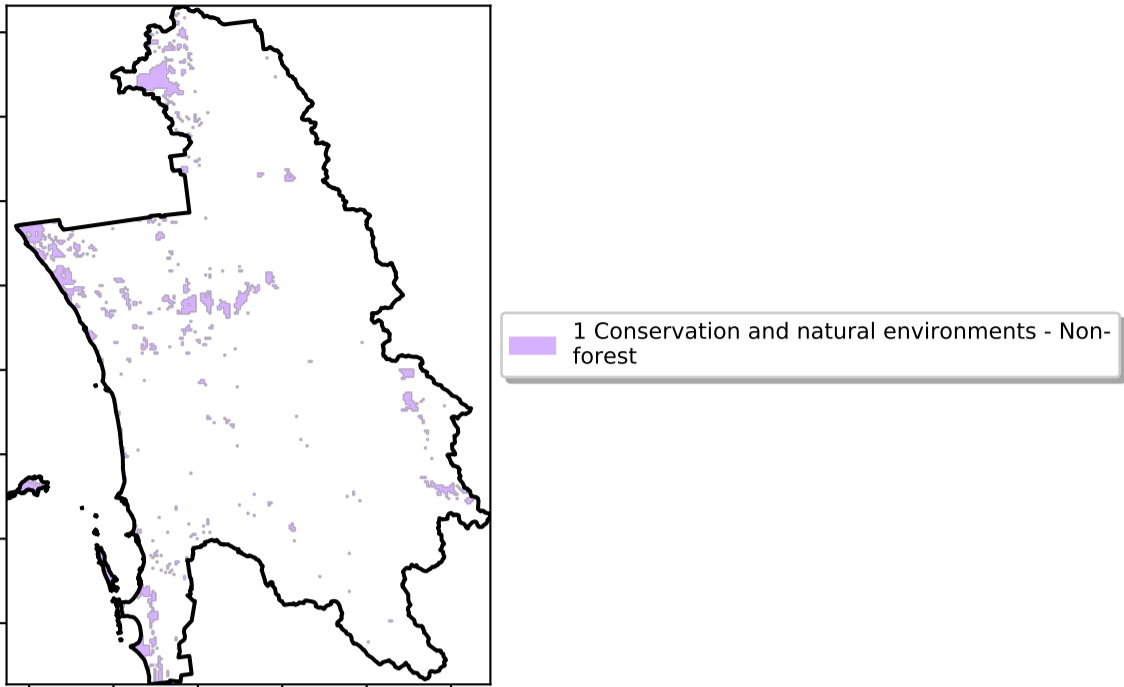 1 Conservation and natural environments - Non-
forest